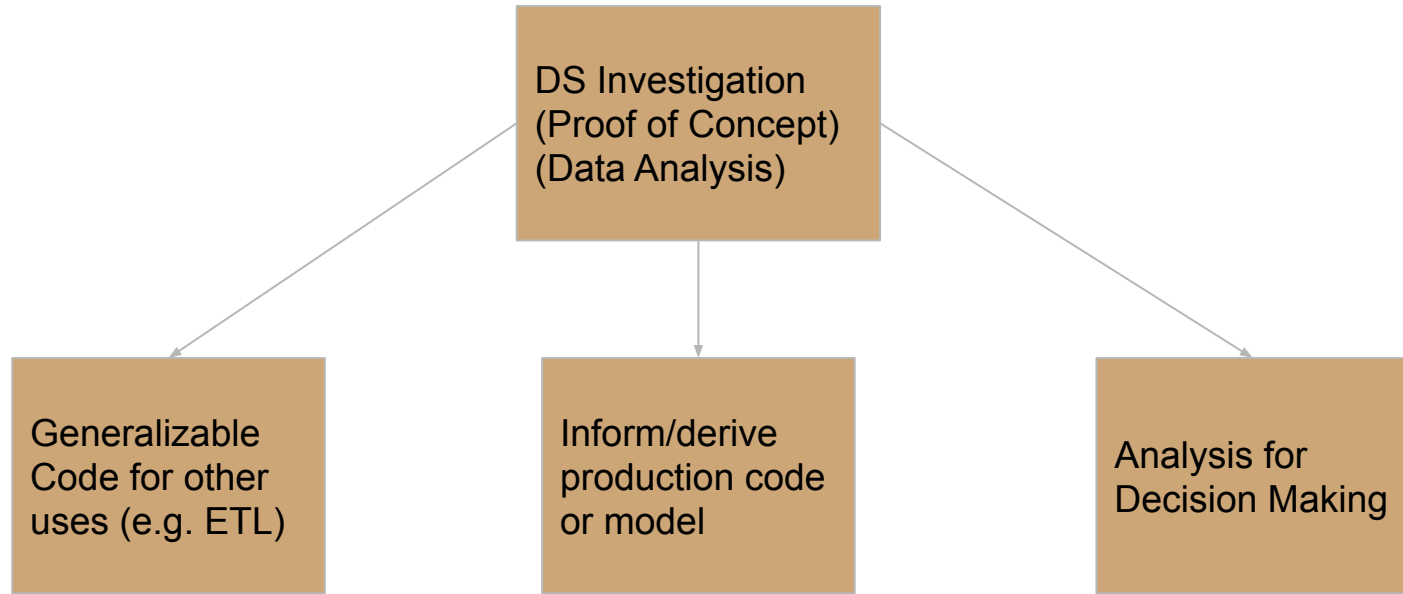 DS Investigation
(Proof of Concept)
(Data Analysis)
Generalizable
Code for other
uses (e.g. ETL)
Inform/derive
production code
or model
Analysis for
Decision Making